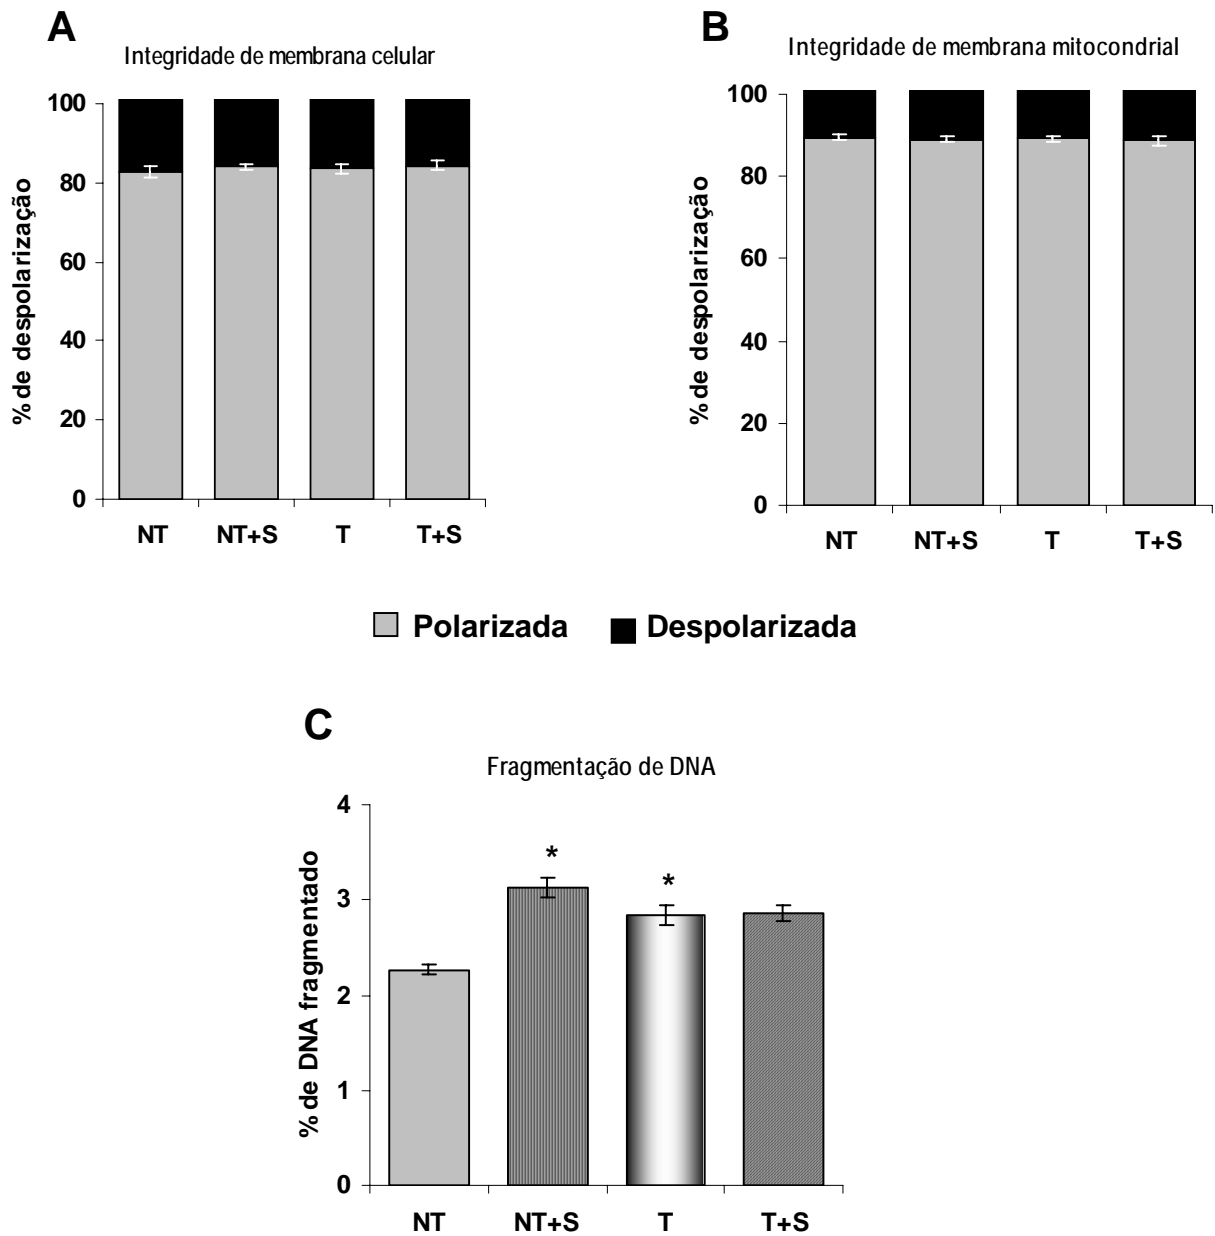 A
Integridade de membrana celular
% de despolarização
100
80
60
40
20
0
NT NT+S T T+S
B
Integridade de membrana mitocondrial
% de despolarização
100
80
60
40
20
0
NT NT+S T T+S
Polarizada Despolarizada
C
Fragmentação de DNA
% de DNA fragmentado
4
3
2
1
0
*
*
NT NT+S T T+S